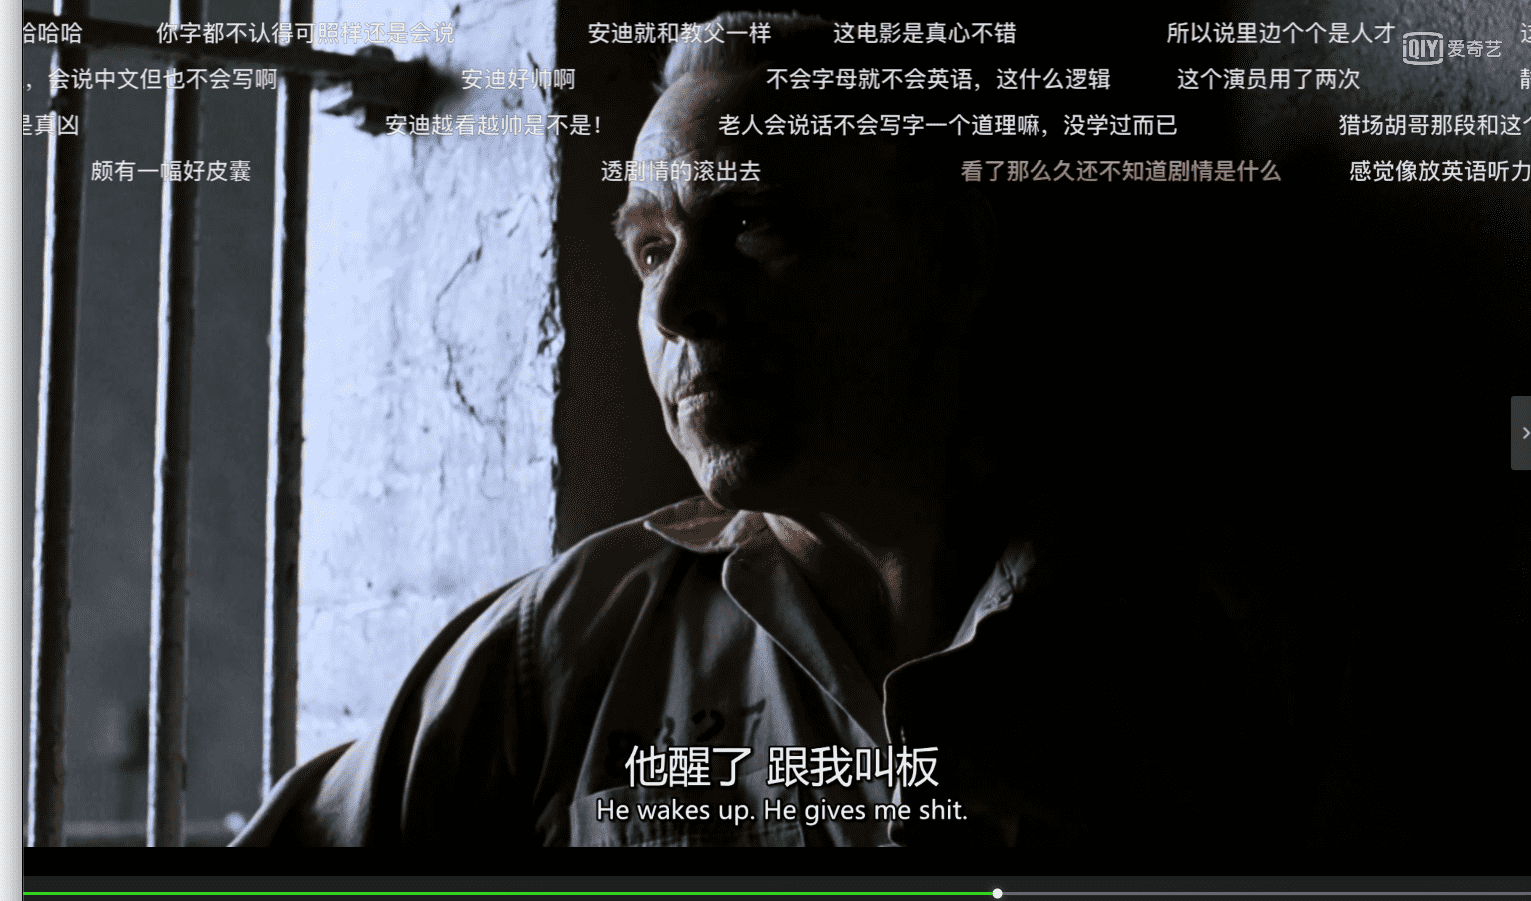 哈哈哈 你字都不认得可照样还是会说 安迪就和教父一样 这电影是真心不错 所以说里边个个是人才
iQIYI 爱奇艺
，会说中文但也不会写啊 安迪好帅啊 不会字母就不会英语，这什么逻辑 这个演员用了两次
是真凶 安迪越看越帅是不是！ 老人会说话不会写字一个道理嘛，没学过而已 猎场胡哥那段和这个
颇有一幅好皮囊 透剧情的滚出去 看了那么久还不知道剧情是什么 感觉像放英语听力
他醒了 跟我叫板
He wakes up. He gives me shit.